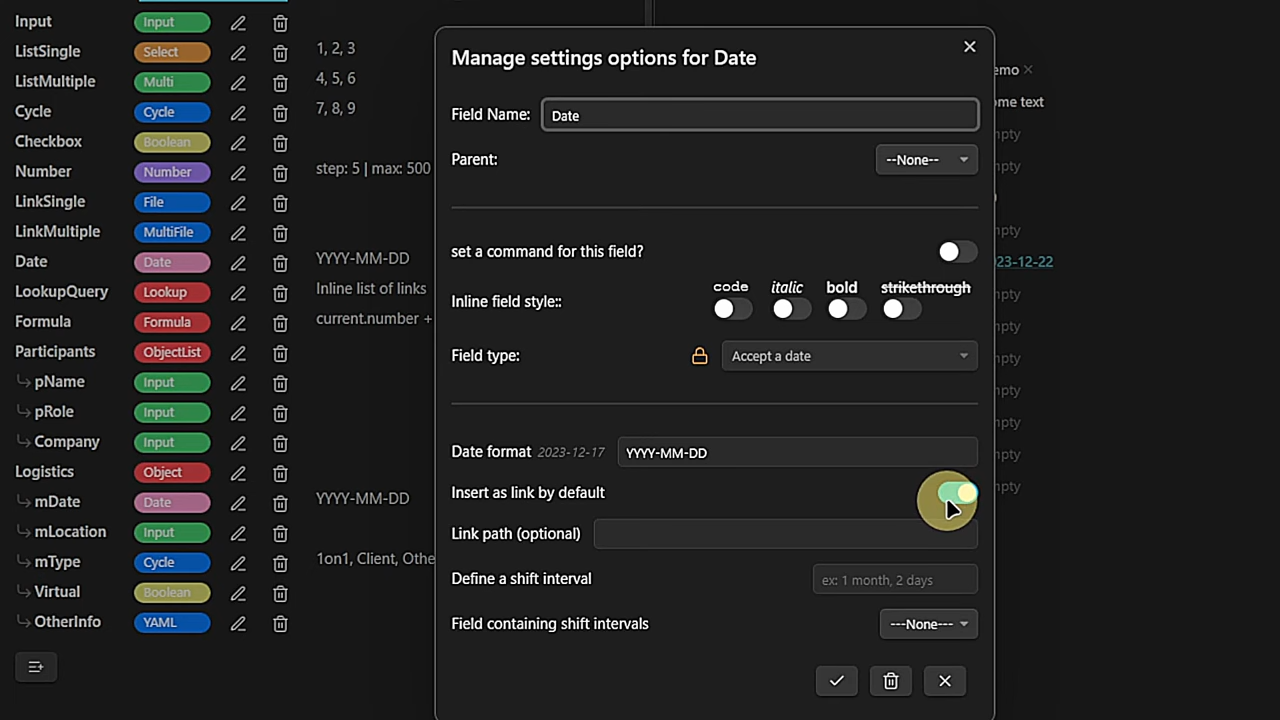 Input Input
ListSingle Select 1, 2, 3
ListMultiple Multi 4, 5, 6
Cycle Cycle 7, 8, 9
Checkbox Boolean
Number Number step: 5 | max: 500
LinkSingle File
LinkMultiple MultiFile
Date Date YYYY-MM-DD
LookupQuery Lookup Inline list of links
Formula Formula current.number +
Participants ObjectList
pName Input
pRole Input
Company Input
Logistics Object
mDate Date YYYY-MM-DD
mLocation Input
mType Cycle 1on1, Client, Othe
Virtual Boolean
OtherInfo YAML
Manage settings options for Date
Field Name: Date
Parent: --None--
set a command for this field?
code italic bold strikethrough
Inline field style::
Field type: Accept a date
Date format 2023-12-17 YYYY-MM-DD
Insert as link by default
Link path (optional)
Define a shift interval ex: 1 month, 2 days
Field containing shift intervals ---None---
emo
ome text
npty
npty
npty
23-12-22
npty
npty
npty
npty
npty
npty
npty